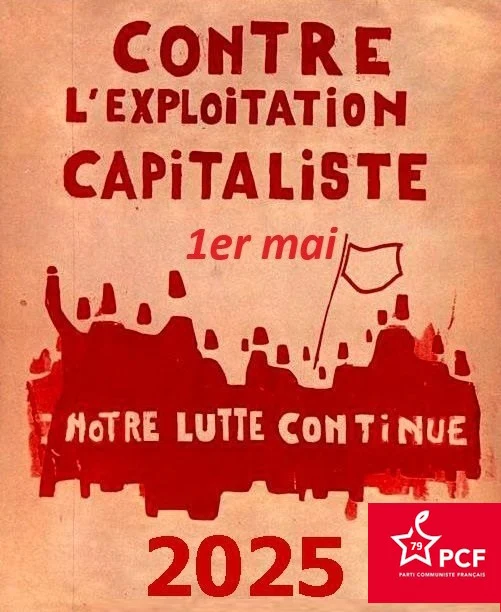 CONTRE
L'EXPLOiTATION
CAPiTALiSTE
1er mai
NOTRE LUTTE CONTiNUE
2025
79
PCF
PARTI COMMUNISTE FRANÇAIS